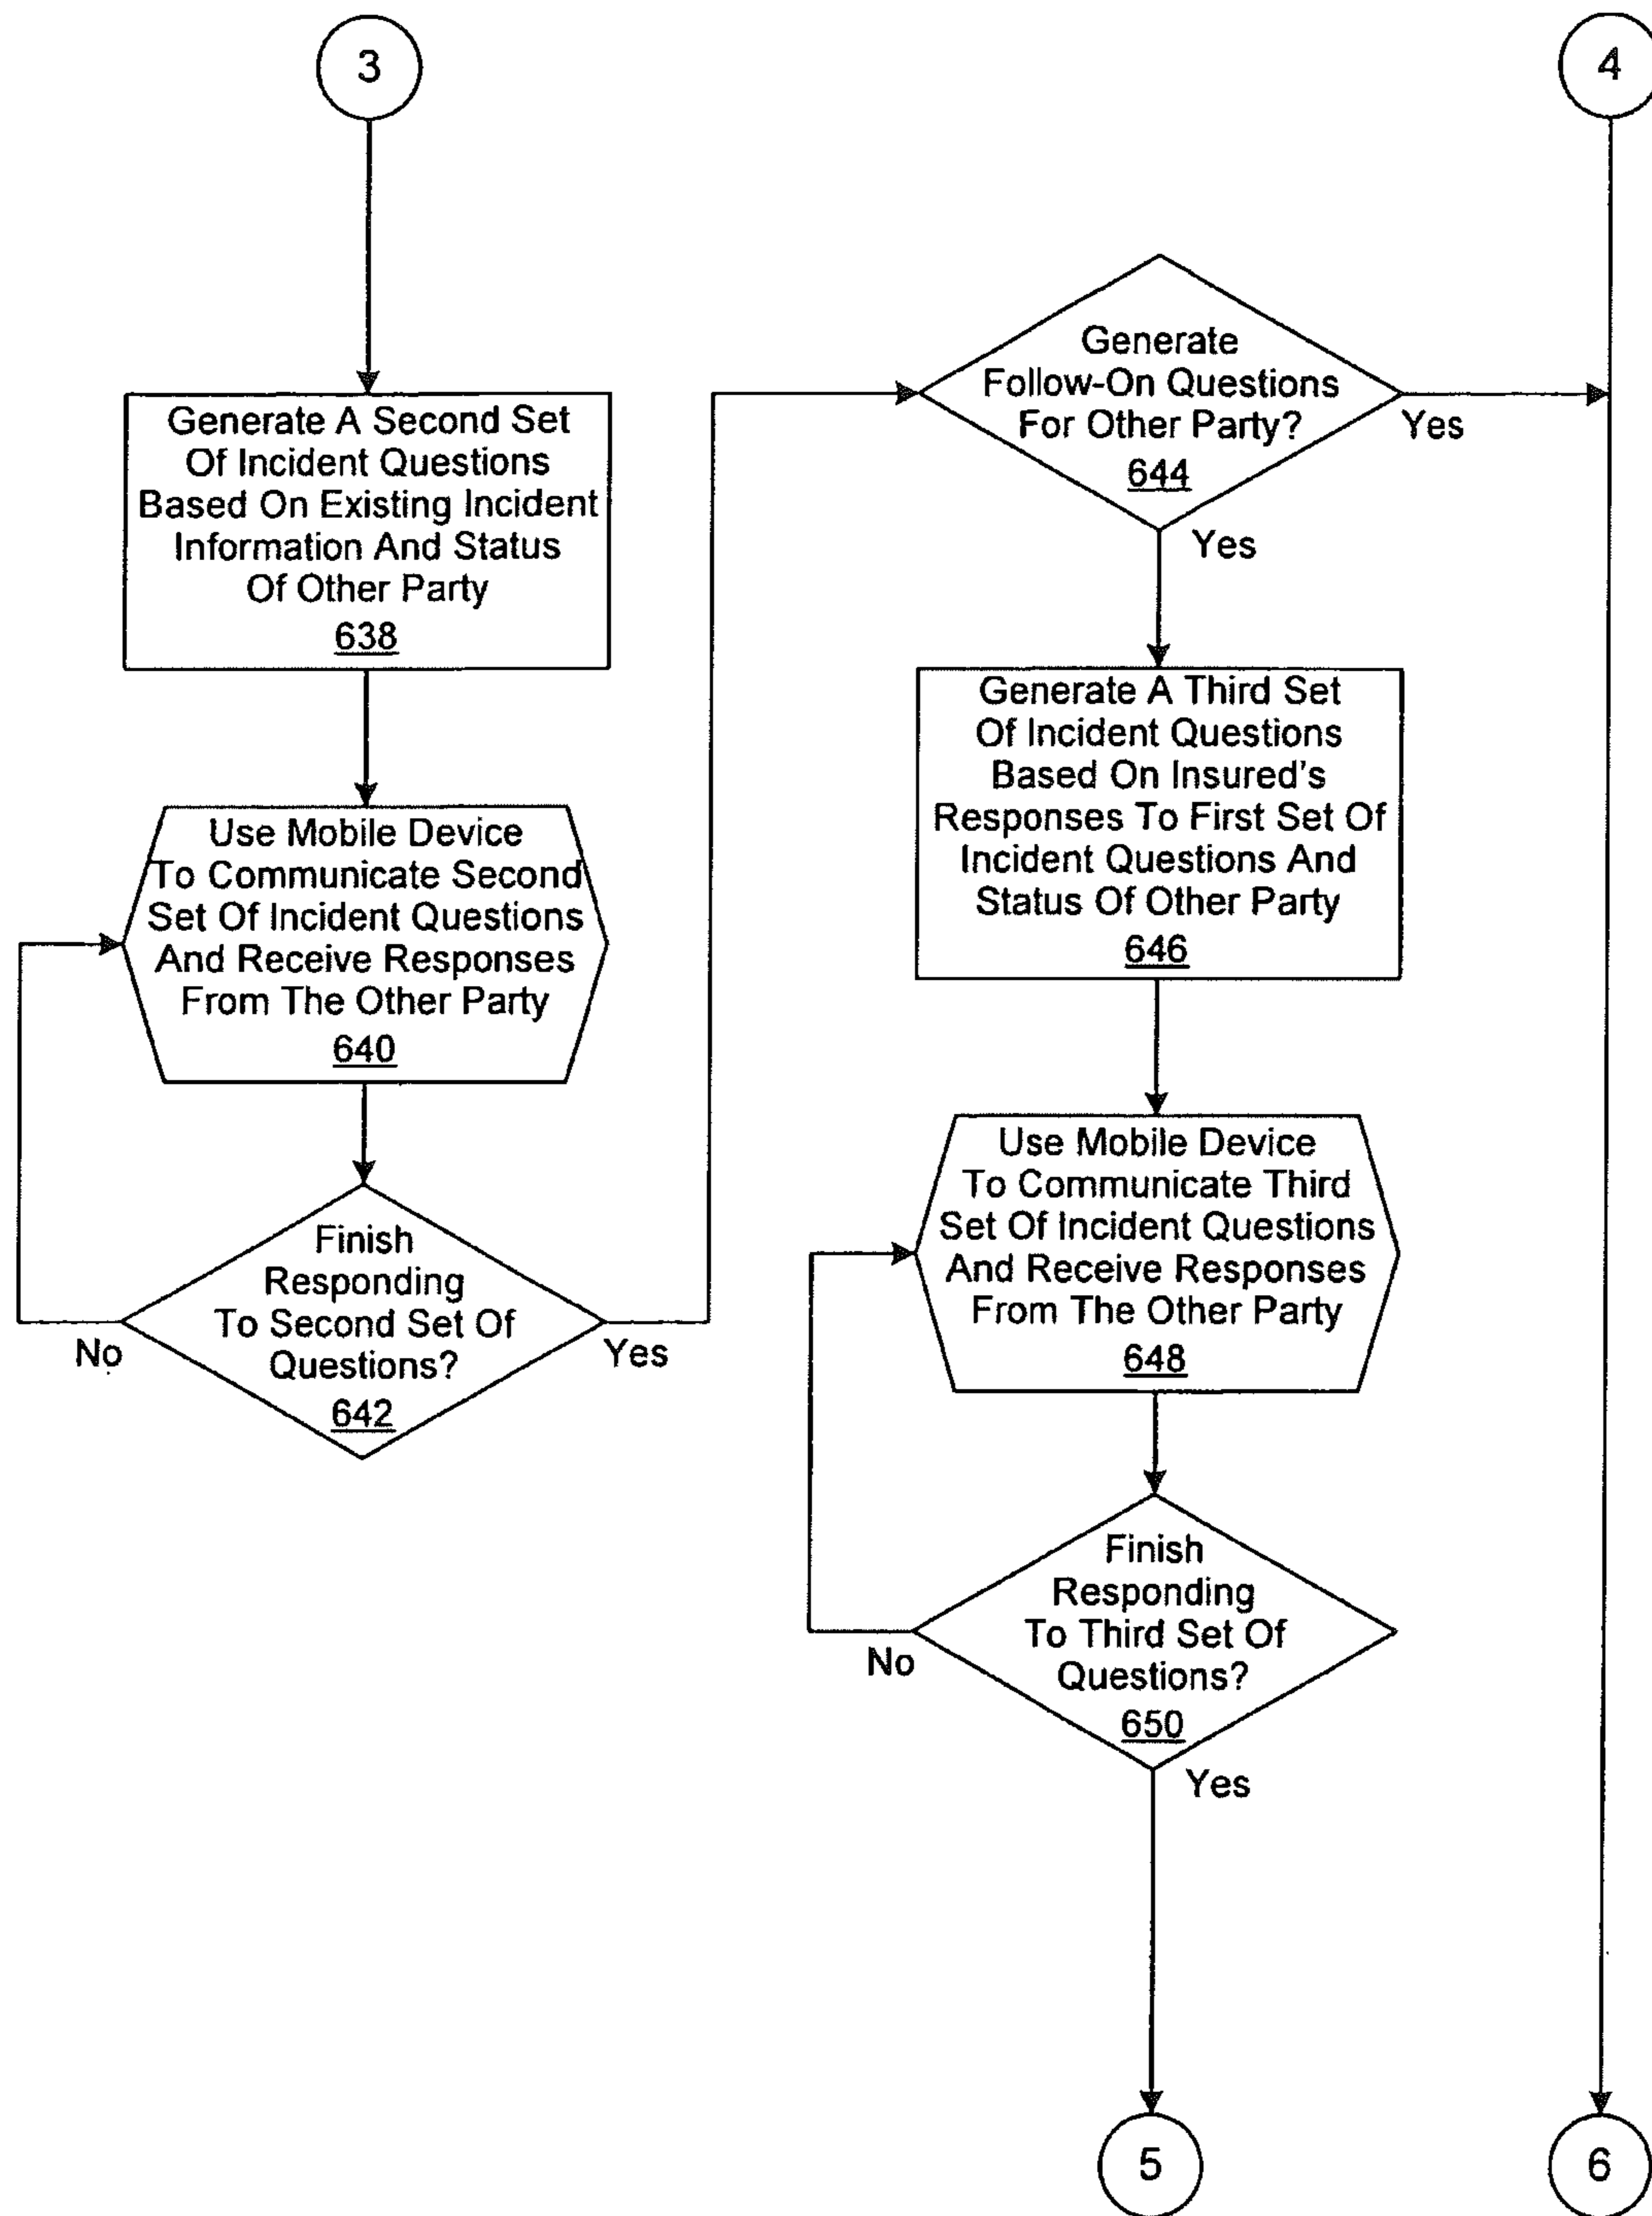 3
4
Generate A Second Set
Of Incident Questions
Based On Existing Incident
Information And Status
Of Other Party
638
Use Mobile Device
To Communicate Second
Set Of Incident Questions
And Receive Responses
From The Other Party
640
Finish
Responding
To Second Set Of
Questions?
642
No
Yes
Generate
Follow-On Questions
For Other Party?
644
Yes
Yes
Generate A Third Set
Of Incident Questions
Based On Insured's
Responses To First Set Of
Incident Questions And
Status Of Other Party
646
Use Mobile Device
To Communicate Third
Set Of Incident Questions
And Receive Responses
From The Other Party
648
Finish
Responding
To Third Set Of
Questions?
650
No
Yes
5
6